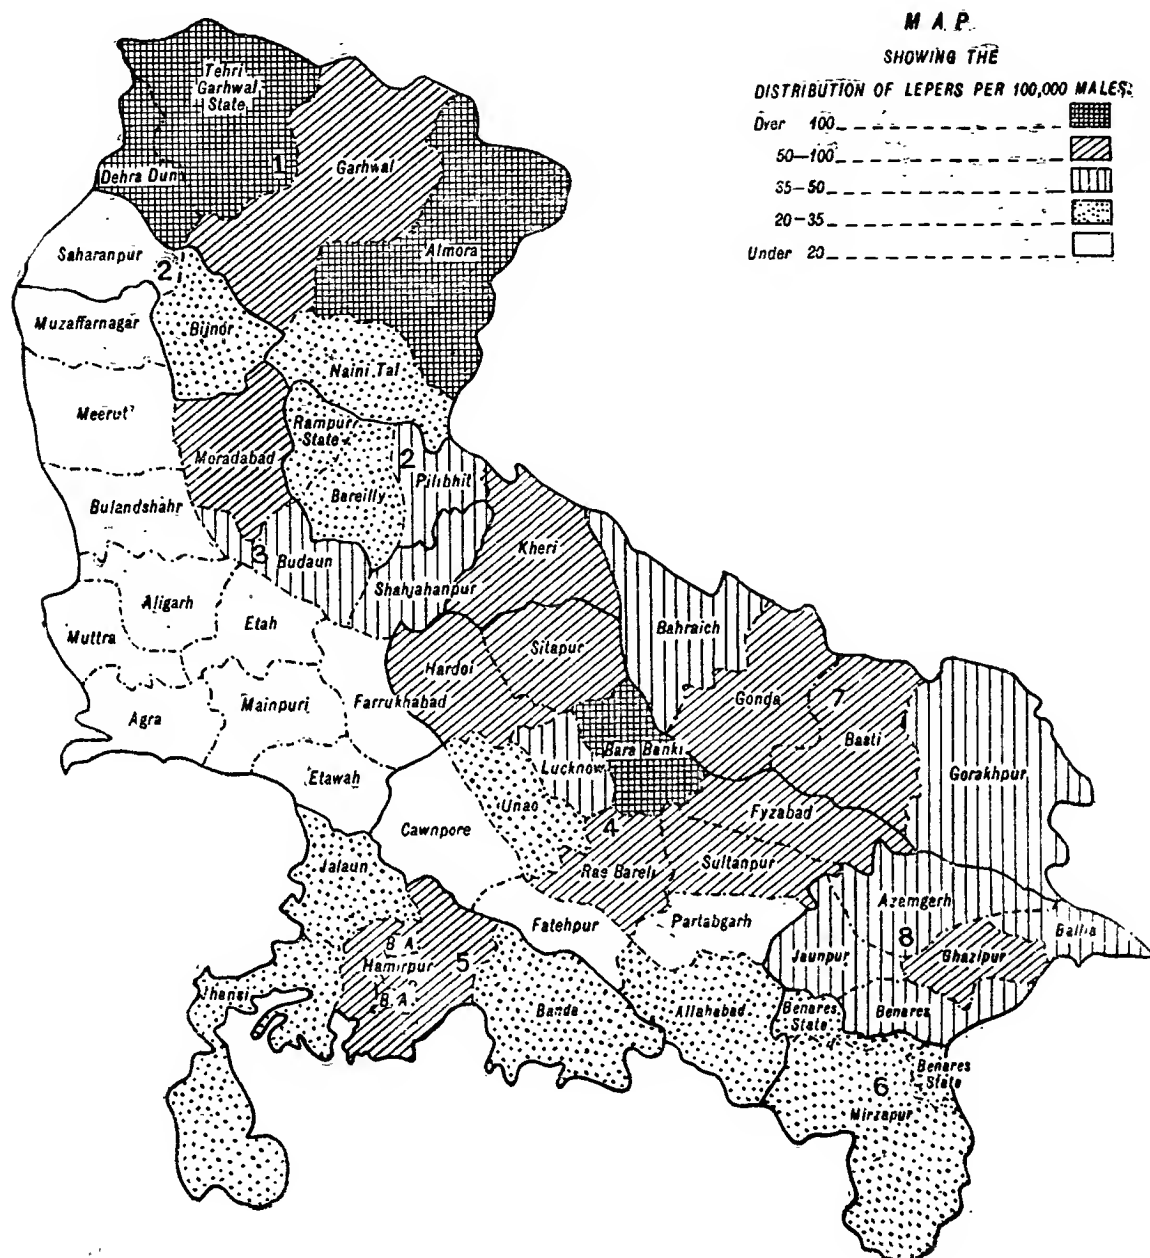 MAP
SHOWING THE
DISTRIBUTION OF LEPERS PER 100,000 MALES:
Over 100
50–100
35–50
20–35
Under 20
Tehri
Garhwal
State
Dehra Dun
1
Garhwal
Almora
Saharanpur
2
Muzaffarnagar
Bijnor
Naini Tal
Meerut
Moradabad
Rampur
State
Bareilly
2
Pilibhit
Bulandshahr
3
Budaun
Shahjahanpur
Kheri
Aligarh
Etah
Muttra
Bahraich
Sitapur
Hardoi
Agra
Mainpuri
Farrukhabad
Gonda
7
Basti
Bara Banki
Lucknow
Gorakhpur
Etawah
Unao
Cawnpore
4
Fyzabad
Rae Bareli
Sultanpur
Jalaun
Fatehpur
Partabgarh
Azemgarh
Ballia
8
Ghazipur
Jaunpur
B.A.
Hamirpur
5
B.A.
Jhansi
Banda
Allahabad
Benares
State
Benares
Benares
State
6
Mirzapur